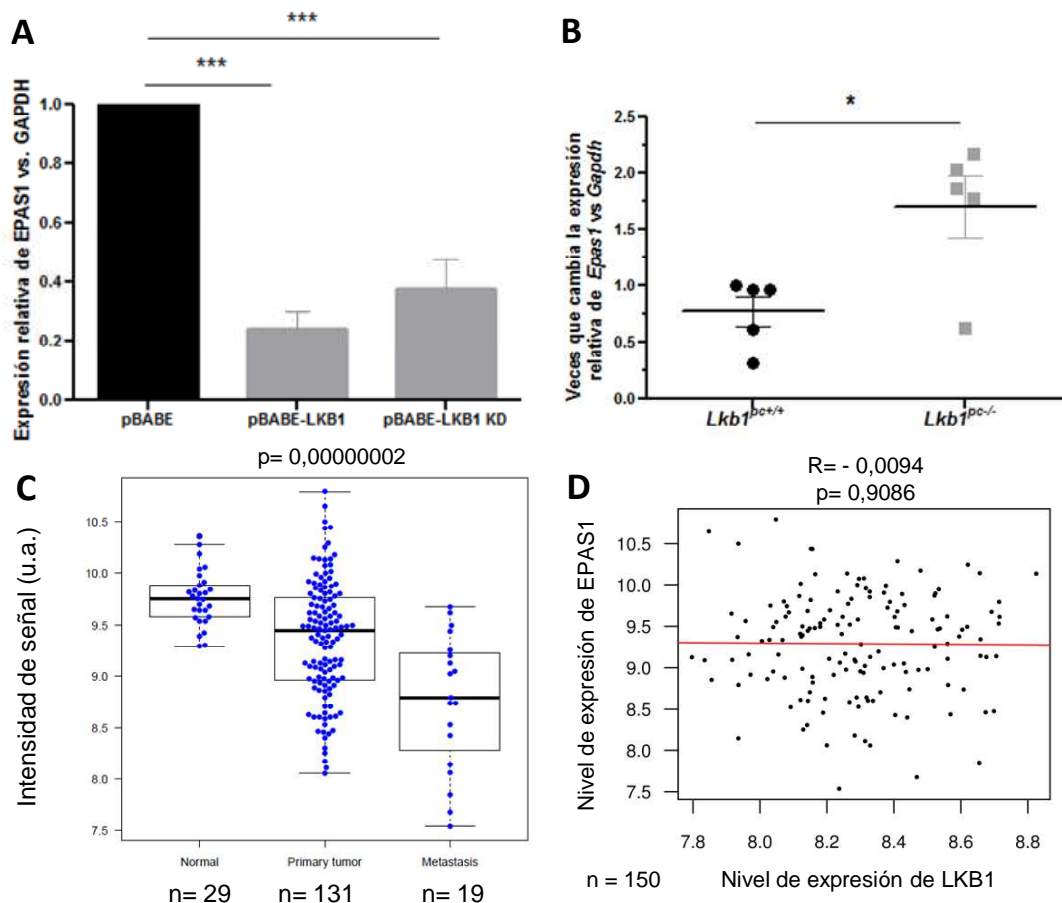 A
***
***
Expresión relativa de EPAS1 vs. GAPDH
1.0
0.8
0.6
0.4
0.2
0.0
pBABE
pBABE-LKB1
pBABE-LKB1 KD
B
*
Veces que cambia la expresión
relativa de Epas1 vs Gapdh
2.5
2.0
1.5
1.0
0.5
0.0
Lkb1pc+/+
Lkb1pc-/-
C
p= 0,00000002
Intensidad de señal (u.a.)
10.5
10.0
9.5
9.0
8.5
8.0
7.5
Normal
Primary tumor
Metastasis
n= 29
n= 131
n= 19
D
R= - 0,0094
p= 0,9086
Nivel de expresión de EPAS1
10.5
10.0
9.5
9.0
8.5
8.0
7.5
7.8
8.0
8.2
8.4
8.6
8.8
n = 150
Nivel de expresión de LKB1